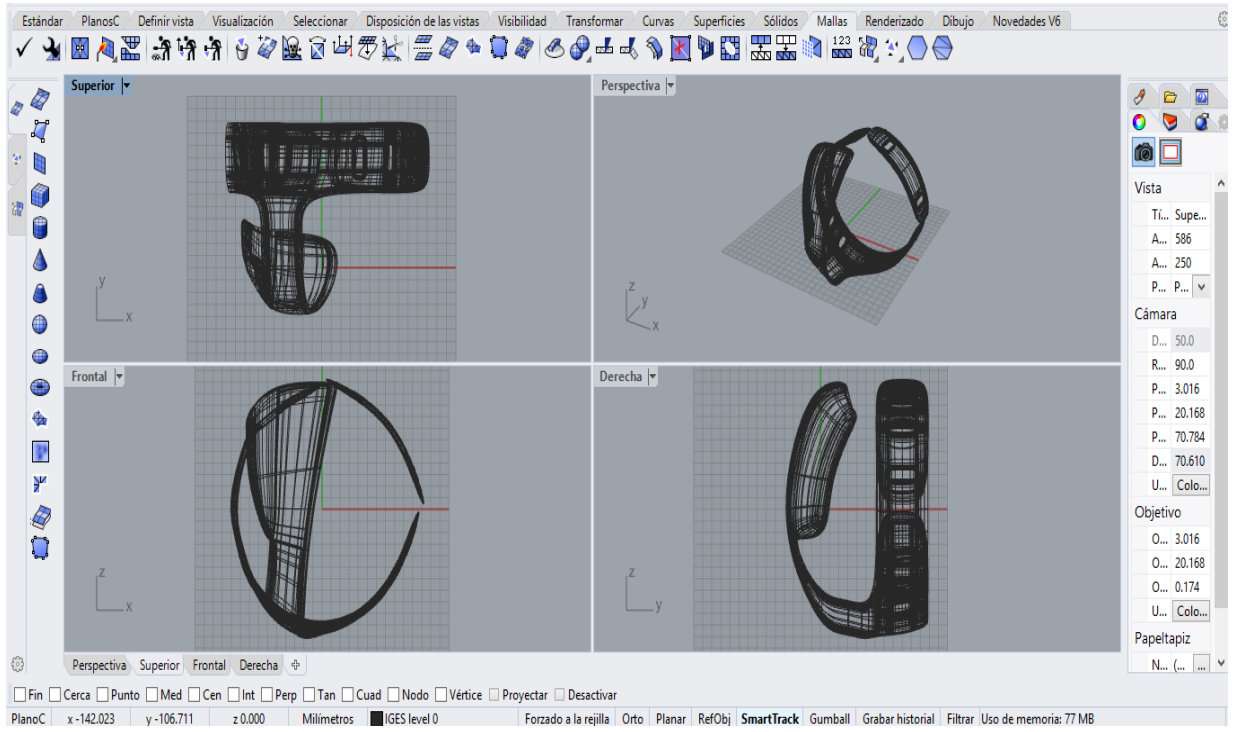 Estándar PlanosC Definir vista Visualización Seleccionar Disposición de las vistas Visibilidad Transformar Curvas Superficies Sólidos Mallas Renderizado Dibujo Novedades V6
123
Superior
Perspectiva
y
x
z
y
x
Frontal
Derecha
z
x
z
y
Vista
Tí... Supe...
A... 586
A... 250
P... P...
Cámara
D... 50.0
R... 90.0
P... 3.016
P... 20.168
P... 70.784
D... 70.610
U... Colo...
Objetivo
O... 3.016
O... 20.168
O... 0.174
U... Colo...
Papeltapiz
N... (... ...
Perspectiva Superior Frontal Derecha
Fin Cerca Punto Med Cen Int Perp Tan Cuad Nodo Vértice Proyectar Desactivar
PlanoC x -142.023 y -106.711 z 0.000 Milímetros IGES level 0 Forzado a la rejilla Orto Planar RefObj SmartTrack Gumball Grabar historial Filtrar Uso de memoria: 77 MB